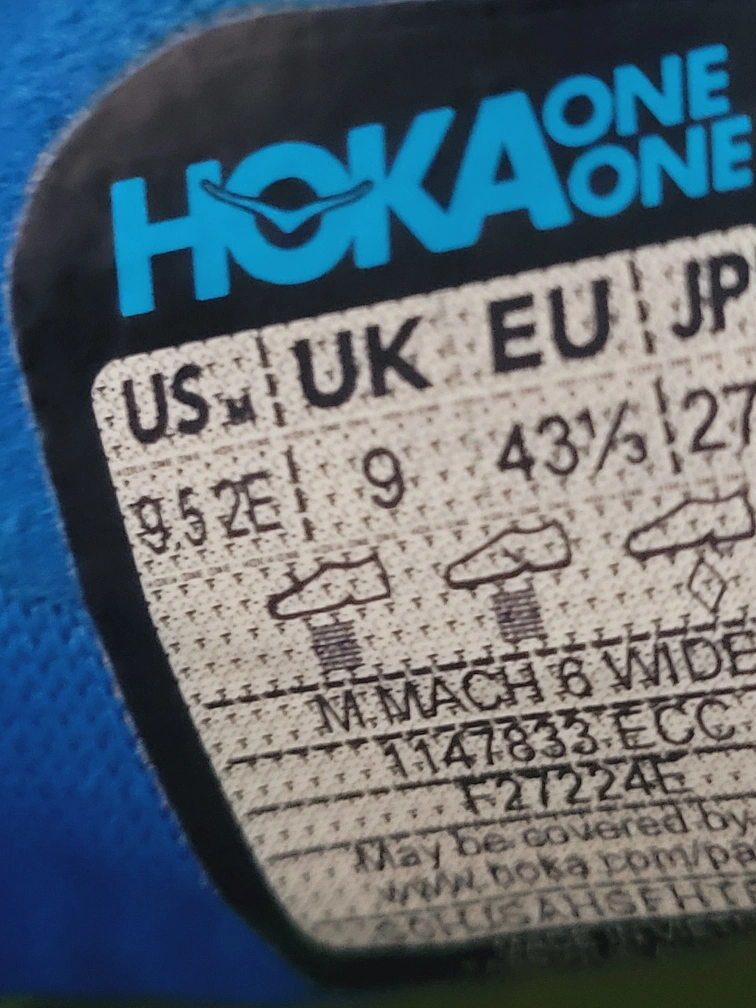 HOKA ONE ONE
US M UK EU JP
9.5 2E 9 43⅓ 27
M MACH 6 WIDE
1147833 ECC
F27224E
May be covered by
www.hoka.com/pa